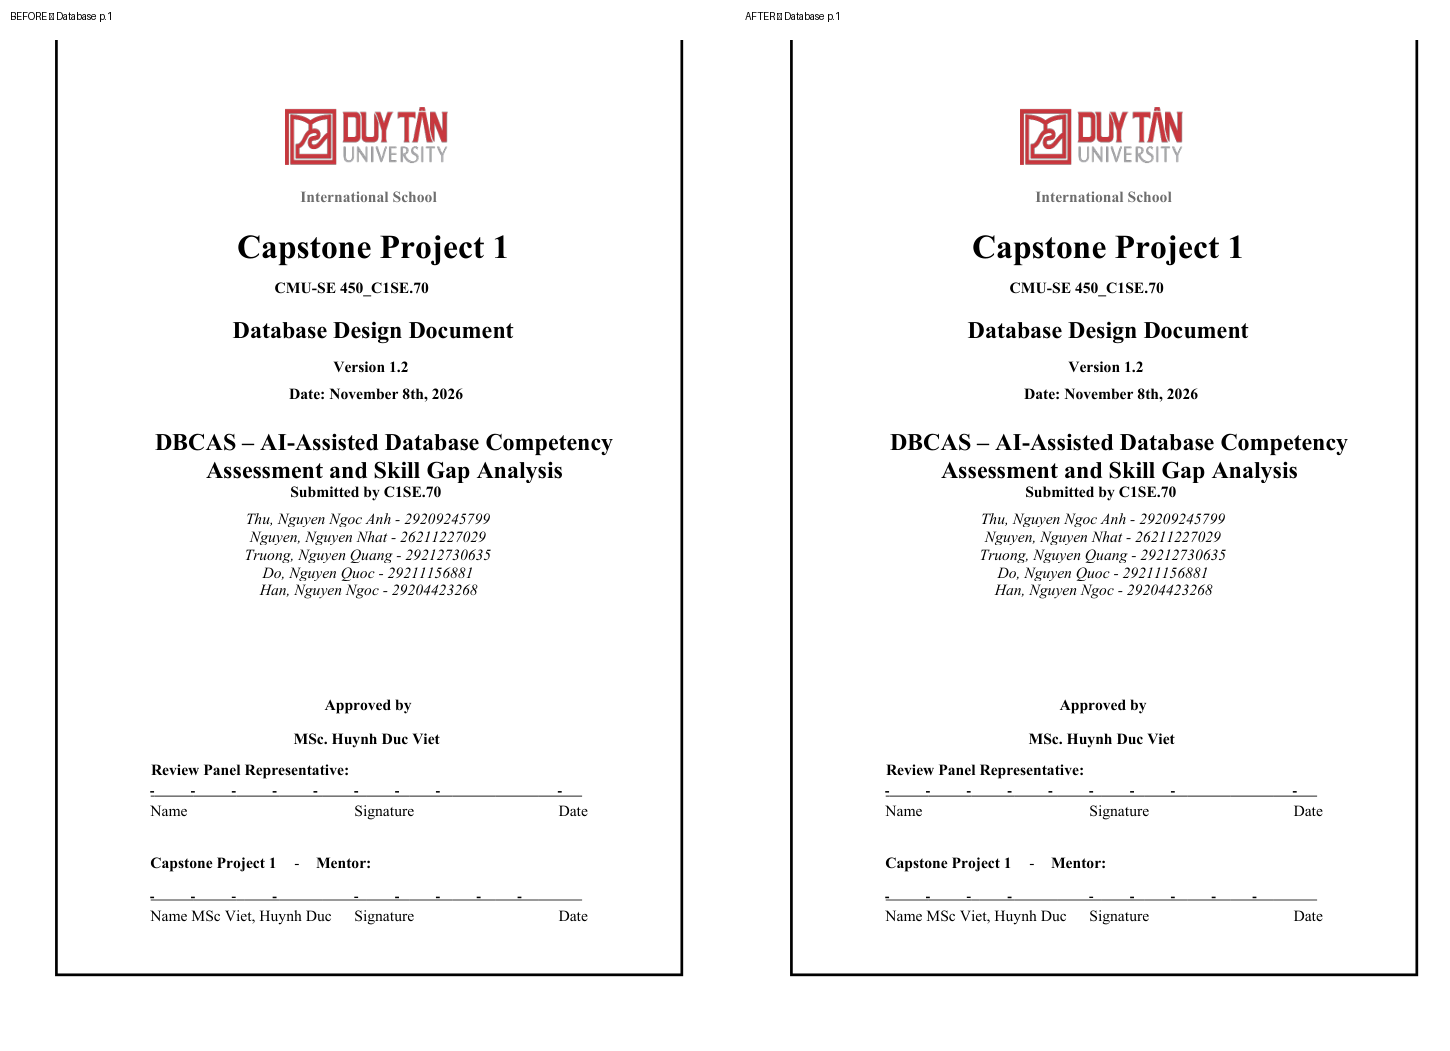 BEFORE Database p.1
DUY TÂN
UNIVERSITY
International School
Capstone Project 1
CMU-SE 450_C1SE.70
Database Design Document
Version 1.2
Date: November 8th, 2026
DBCAS – AI-Assisted Database Competency
Assessment and Skill Gap Analysis
Submitted by C1SE.70
Thu, Nguyen Ngoc Anh - 29209245799
Nguyen, Nguyen Nhat - 26211227029
Truong, Nguyen Quang - 29212730635
Do, Nguyen Quoc - 29211156881
Han, Nguyen Ngoc - 29204423268
Approved by
MSc. Huynh Duc Viet
Review Panel Representative:
Name Signature Date
Capstone Project 1 - Mentor:
Name MSc Viet, Huynh Duc Signature Date
AFTER Database p.1
DUY TÂN
UNIVERSITY
International School
Capstone Project 1
CMU-SE 450_C1SE.70
Database Design Document
Version 1.2
Date: November 8th, 2026
DBCAS – AI-Assisted Database Competency
Assessment and Skill Gap Analysis
Submitted by C1SE.70
Thu, Nguyen Ngoc Anh - 29209245799
Nguyen, Nguyen Nhat - 26211227029
Truong, Nguyen Quang - 29212730635
Do, Nguyen Quoc - 29211156881
Han, Nguyen Ngoc - 29204423268
Approved by
MSc. Huynh Duc Viet
Review Panel Representative:
Name Signature Date
Capstone Project 1 - Mentor:
Name MSc Viet, Huynh Duc Signature Date